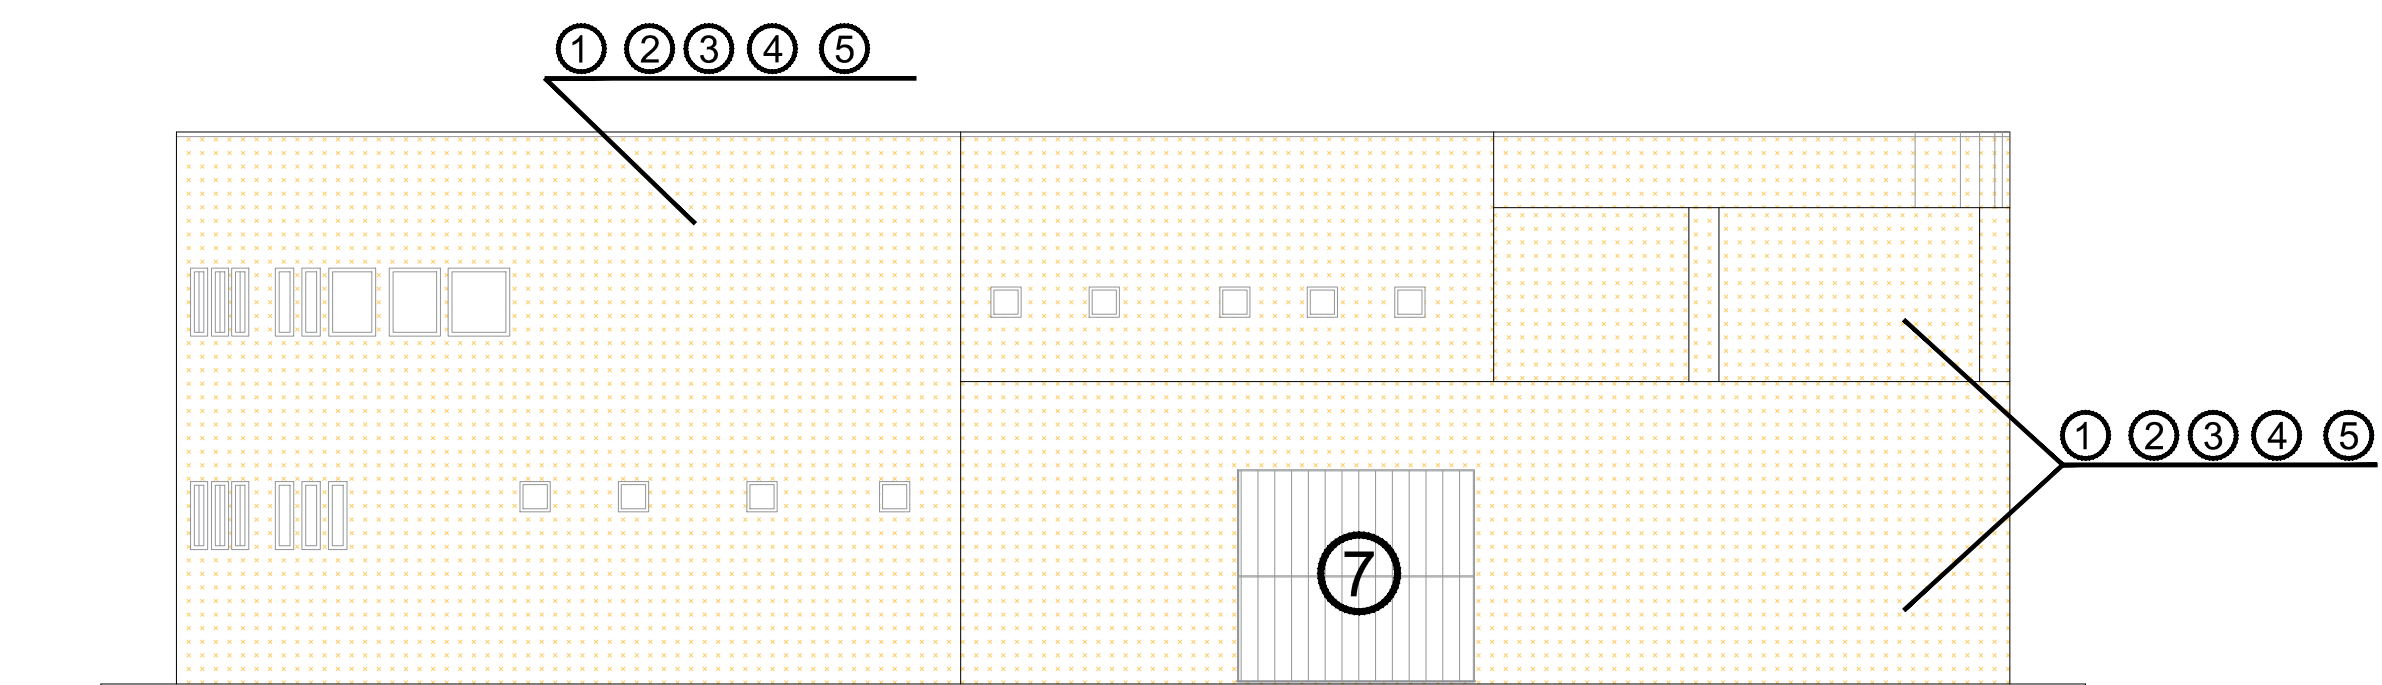 ① ② ③ ④ ⑤
① ② ③ ④ ⑤
⑦